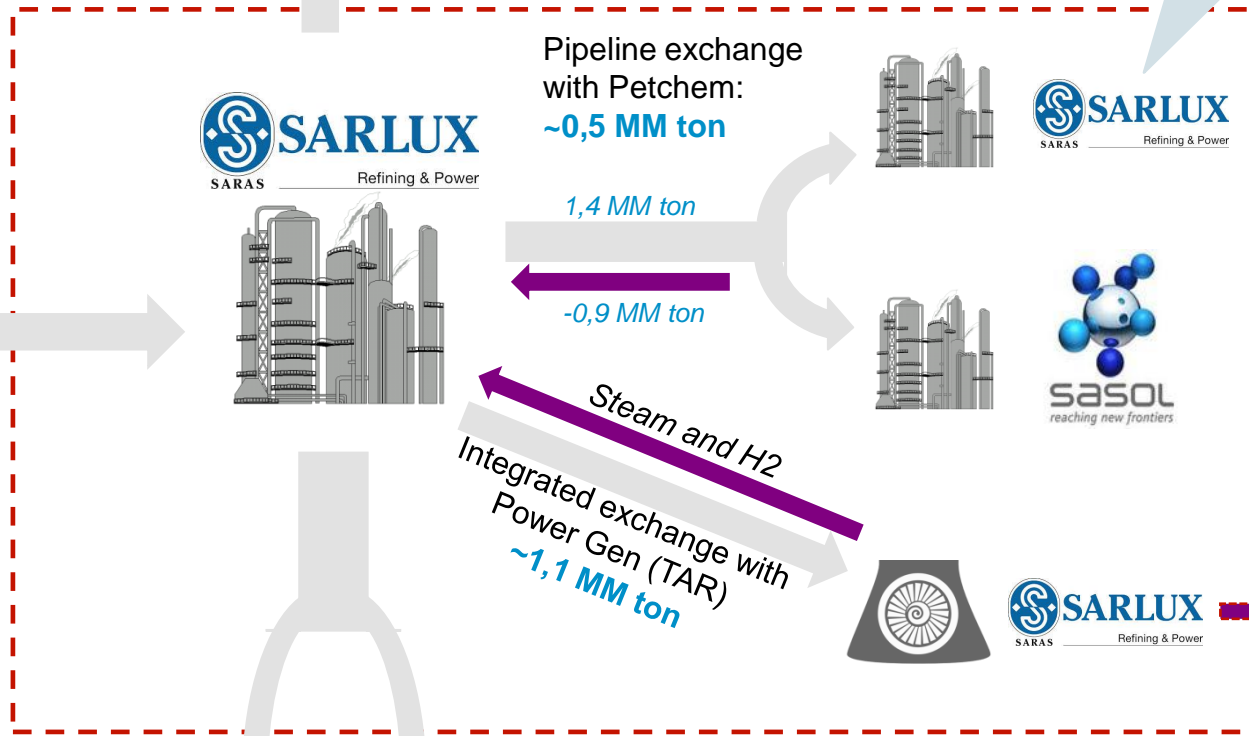 Pipeline exchange
with Petchem:
~0,5 MM ton
SARLUX
SARAS
Refining & Power
SARLUX
SARAS
Refining & Power
1,4 MM ton
-0,9 MM ton
sasol
reaching new frontiers
Steam and H2
Integrated exchange with
Power Gen (TAR)
~1,1 MM ton
SARLUX
SARAS
Refining & Power